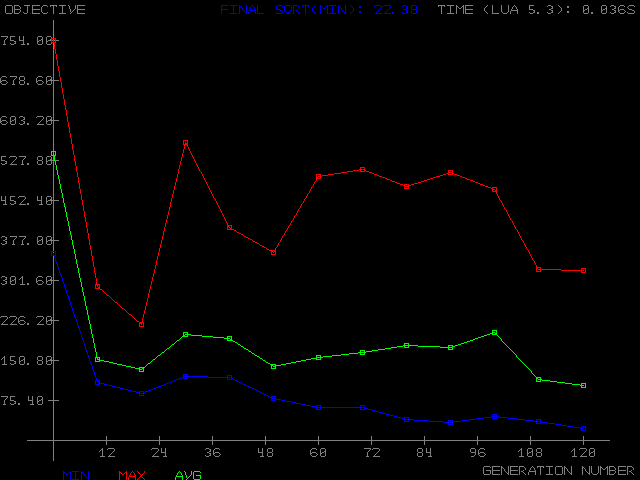 OBJECTIVE FINAL SQRT(MIN): 22.39 TIME (LUA 5.3): 0.036S
754.00
678.60
603.20
527.80
452.40
377.00
301.60
226.20
150.80
75.40
12 24 36 48 60 72 84 96 108 120
GENERATION NUMBER
MIN MAX AVG